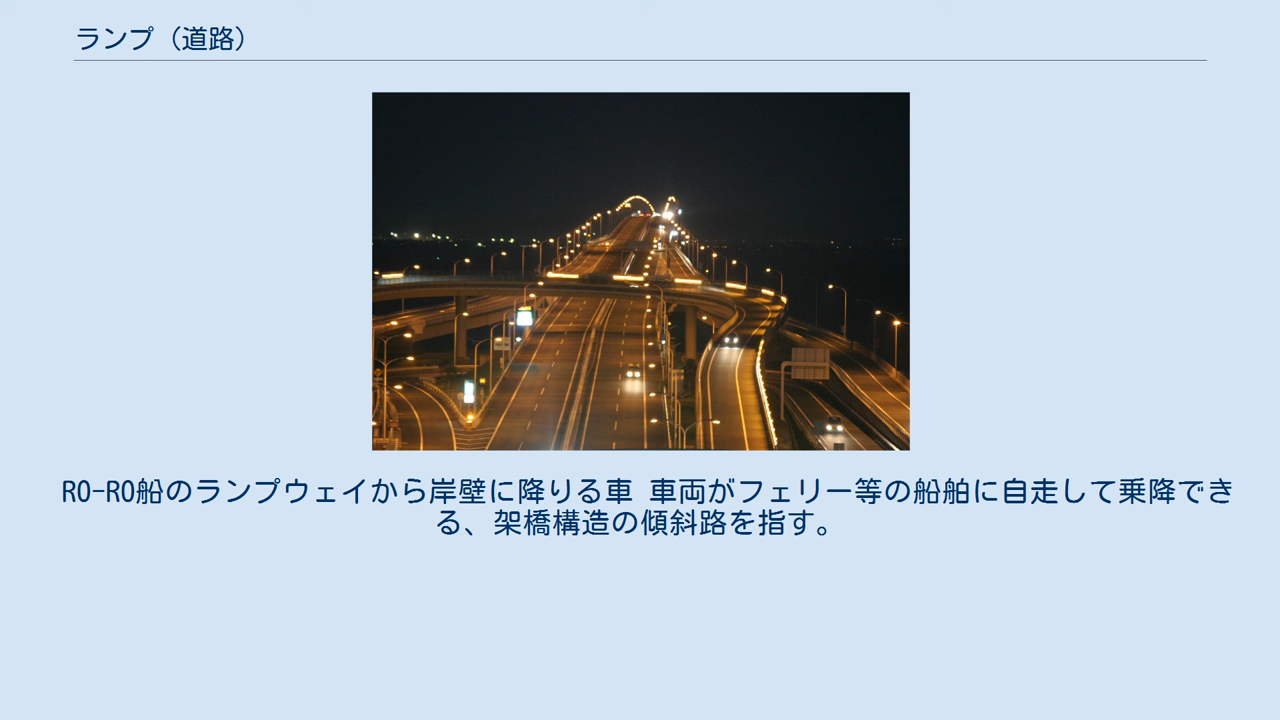 ランプ（道路）
RO-RO船のランプウェイから岸壁に降りる車 車両がフェリー等の船舶に自走して乗降でき
る、架橋構造の傾斜路を指す。